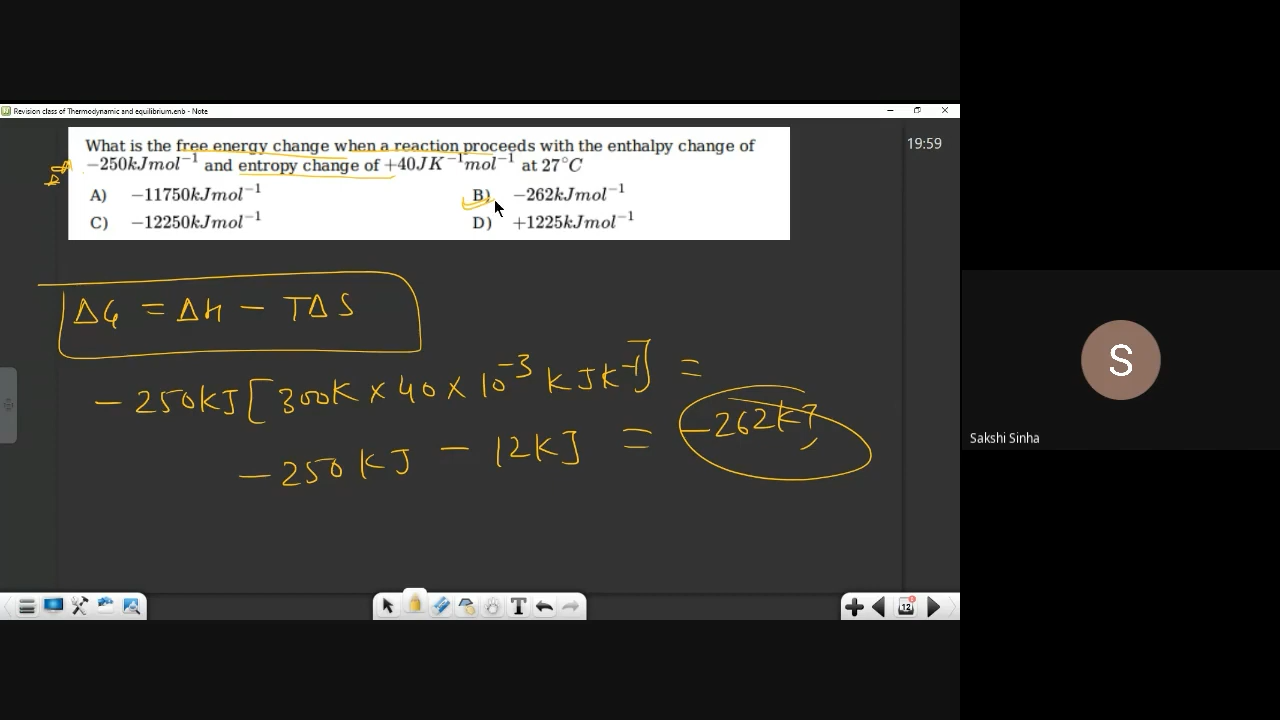 Revision class of Thermodynamic and equilibrium.enb - Note
19:59
What is the free energy change when a reaction proceeds with the enthalpy change of
−250kJmol⁻¹ and entropy change of +40JK⁻¹mol⁻¹ at 27°C
A) −11750kJmol⁻¹ B) −262kJmol⁻¹
C) −12250kJmol⁻¹ D) +1225kJmol⁻¹
ΔG = ΔH − TΔS
−250KJ [300K × 40 × 10⁻³ KJK⁻¹] =
−250KJ − 12KJ = −262KJ
S
Sakshi Sinha
T
12